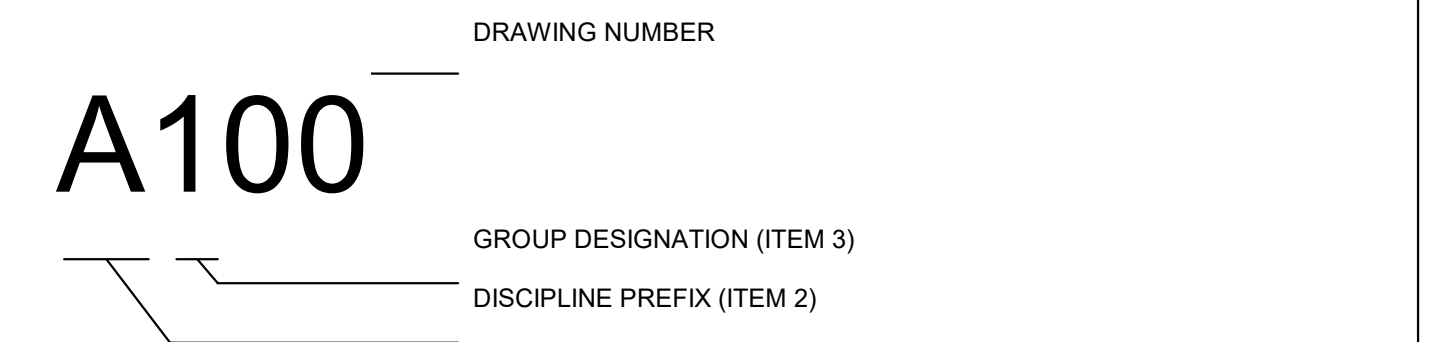 DRAWING NUMBER
A100
GROUP DESIGNATION (ITEM 3)
DISCIPLINE PREFIX (ITEM 2)